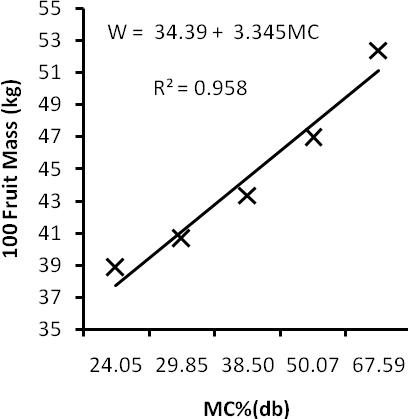 W = 34.39 + 3.345MC
R² = 0.958
100 Fruit Mass (kg)
55
53
51
49
47
45
43
41
39
37
35
24.05 29.85 38.50 50.07 67.59
MC%(db)